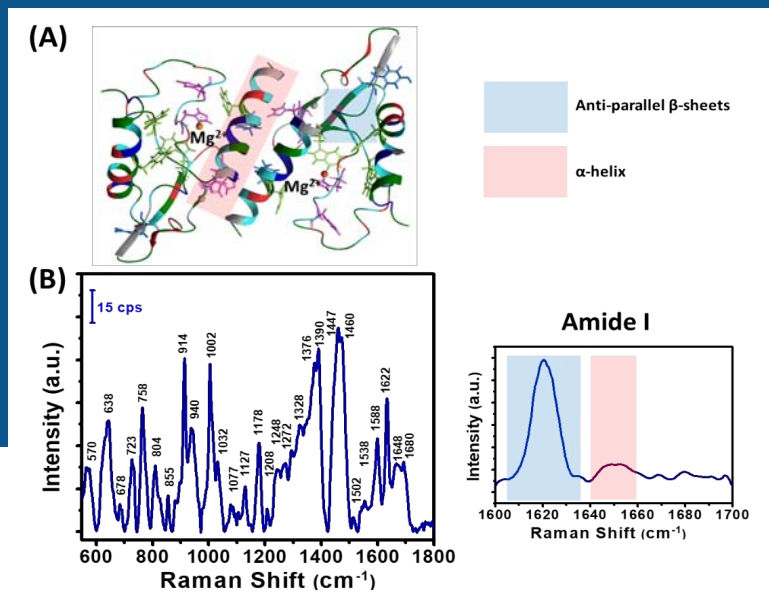 (A)
Mg2+
Mg2+
Anti-parallel β-sheets
α-helix
(B)
15 cps
Intensity (a.u.)
570
638
678
723
758
804
855
914
940
1002
1032
1077
1127
1178
1208
1248
1272
1328
1376
1390
1447
1460
1502
1538
1588
1622
1648
1680
600 800 1000 1200 1400 1600 1800
Raman Shift (cm-1)
Amide I
Intensity (a.u.)
1600 1620 1640 1660 1680 1700
Raman Shift (cm-1)